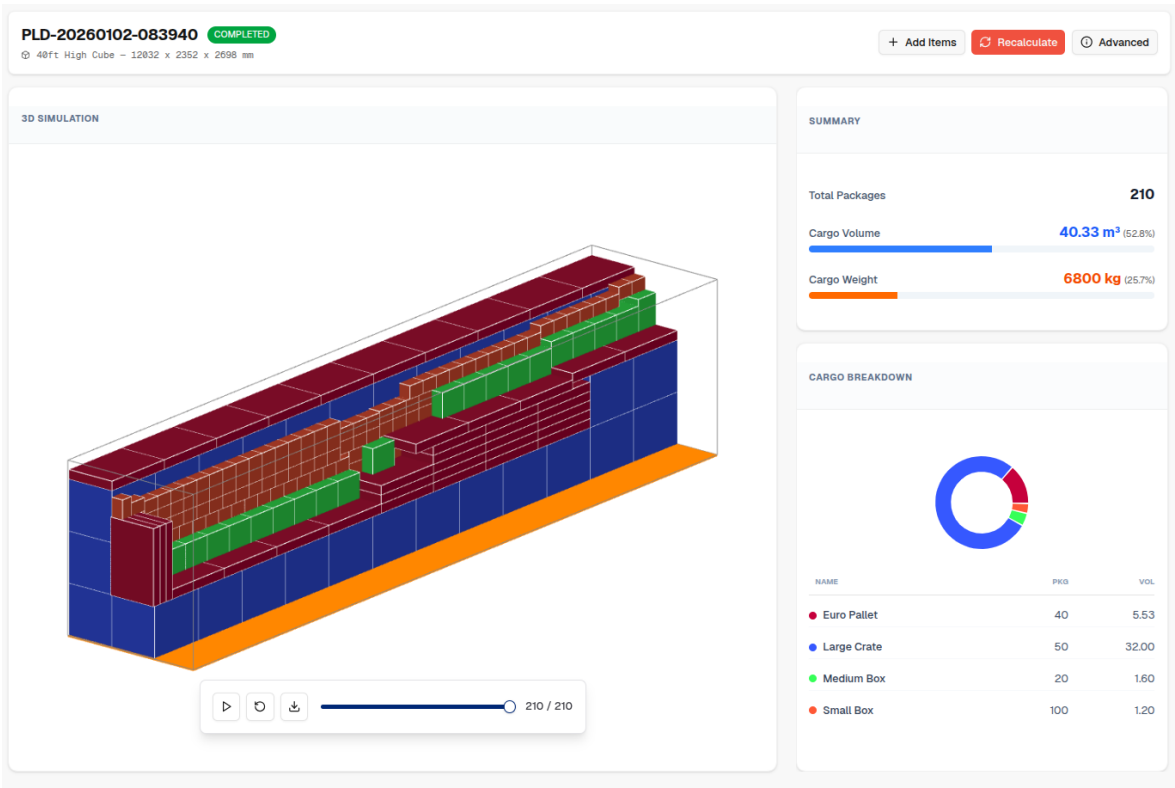 PLD-20260102-083940 COMPLETED
40ft High Cube – 12032 x 2352 x 2698 mm
Add Items
Recalculate
Advanced
3D SIMULATION
210 / 210
SUMMARY
Total Packages 210
Cargo Volume 40.33 m³ (52.8%)
Cargo Weight 6800 kg (25.7%)
CARGO BREAKDOWN
NAME PKG VOL
Euro Pallet 40 5.53
Large Crate 50 32.00
Medium Box 20 1.60
Small Box 100 1.20